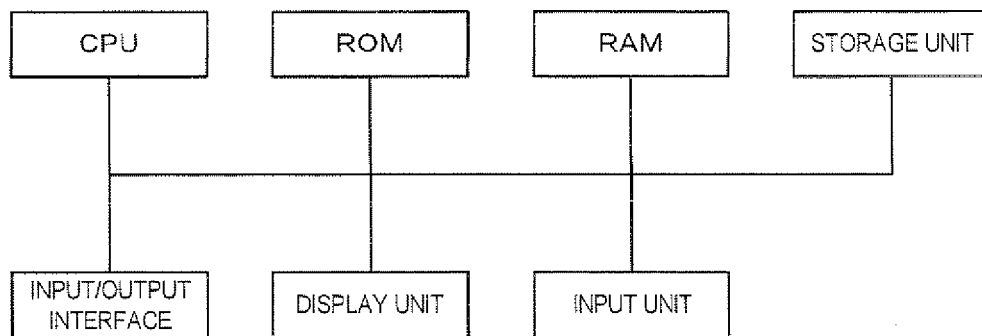 CPU
ROM
RAM
STORAGE UNIT
INPUT/OUTPUT
INTERFACE
DISPLAY UNIT
INPUT UNIT